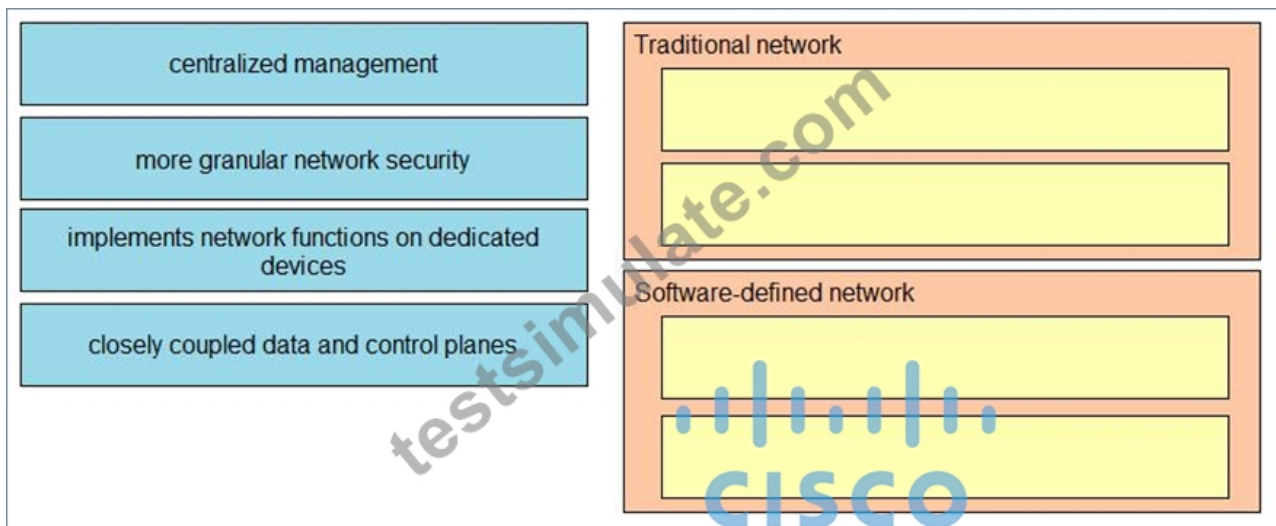 centralized management
more granular network security
implements network functions on dedicated
devices
closely coupled data and control planes
Traditional network
Software-defined network
testsimulate.com
CISCO